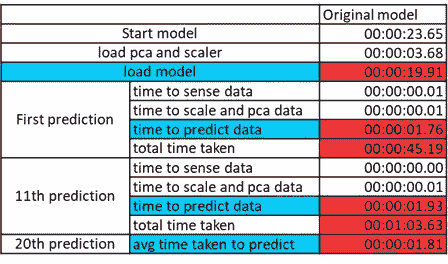 Original model
Start model 00:00:23.65
load pca and scaler 00:00:03.68
load model 00:00:19.91
First prediction
time to sense data 00:00:00.01
time to scale and pca data 00:00:00.01
time to predict data 00:00:01.76
total time taken 00:00:45.19
11th prediction
time to sense data 00:00:00.00
time to scale and pca data 00:00:00.01
time to predict data 00:00:01.93
total time taken 00:01:03.63
20th prediction avg time taken to predict 00:00:01.81